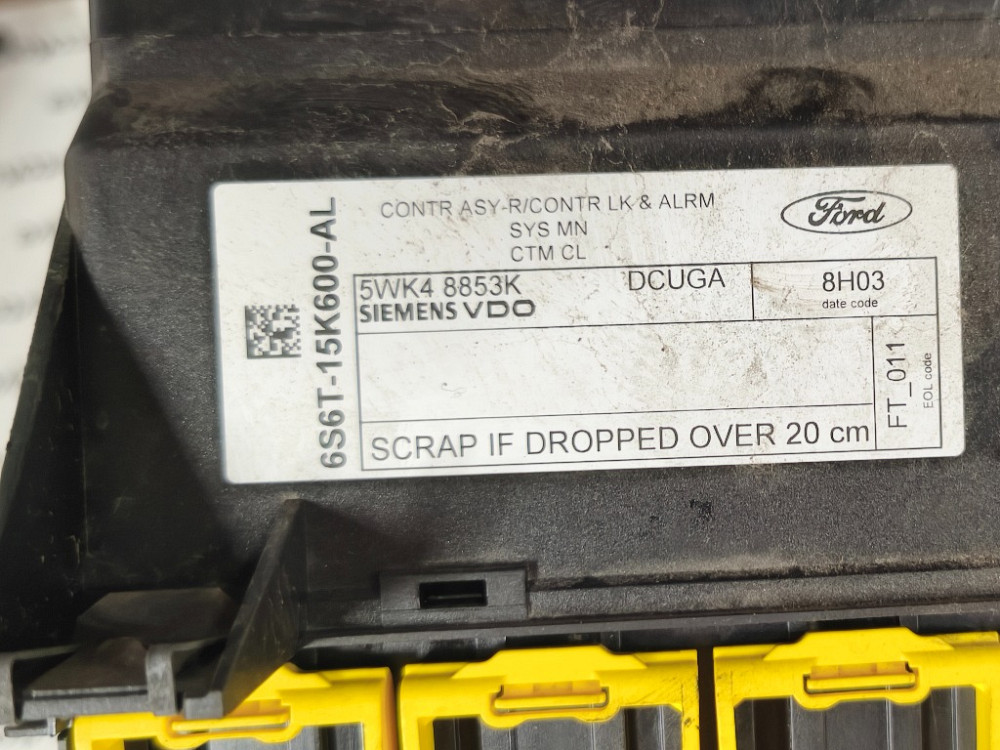 CONTR ASY-R/CONTR LK & ALRM
SYS MN
CTM CL
Ford
6S6T-15K600-AL
5WK4 8853K
SIEMENS VDO
DCUGA
8H03
date code
FT_011K
EOL code
SCRAP IF DROPPED OVER 20 cm